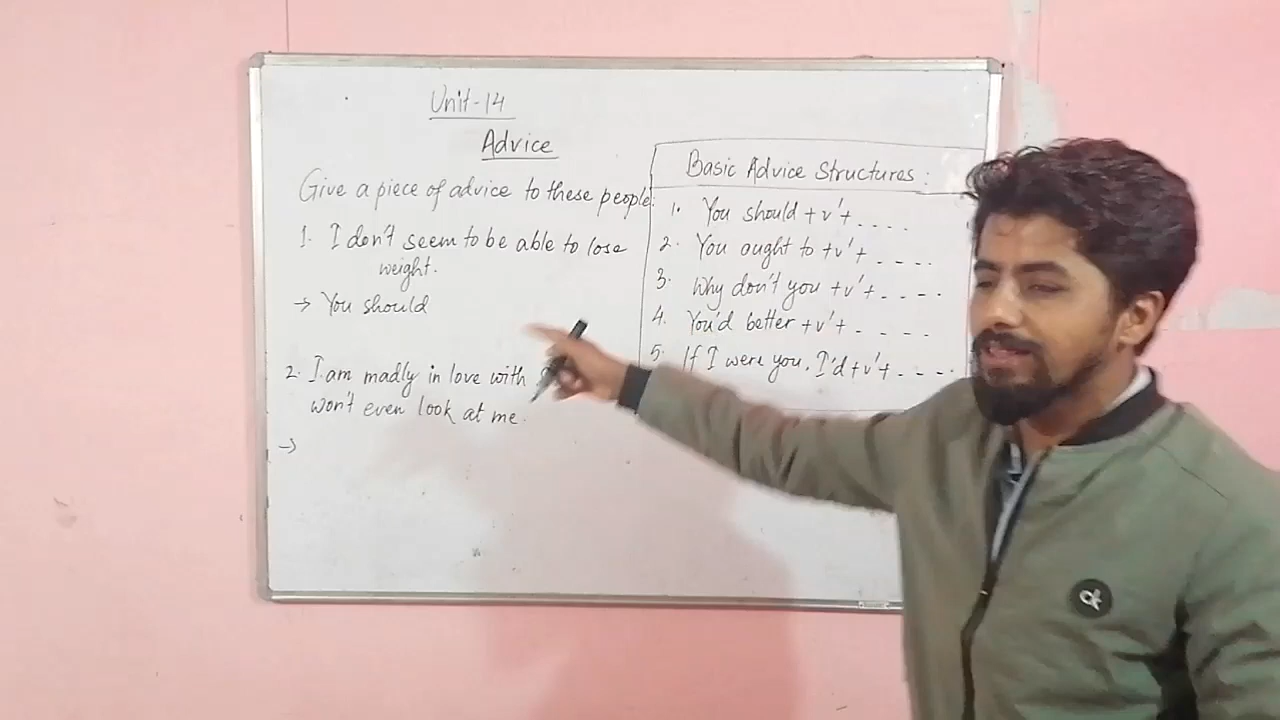 Unit-14
Advice
Give a piece of advice to these people:
1. I don't seem to be able to lose
weight.
→ You should
2. I am madly in love with
won't even look at me.
→
Basic Advice Structures:
1. You should + v¹ + ....
2. You ought to + v¹ + ....
3. Why don't you + v¹ + ....
4. You'd better + v¹ + ....
5. If I were you, I'd + v¹ + ....